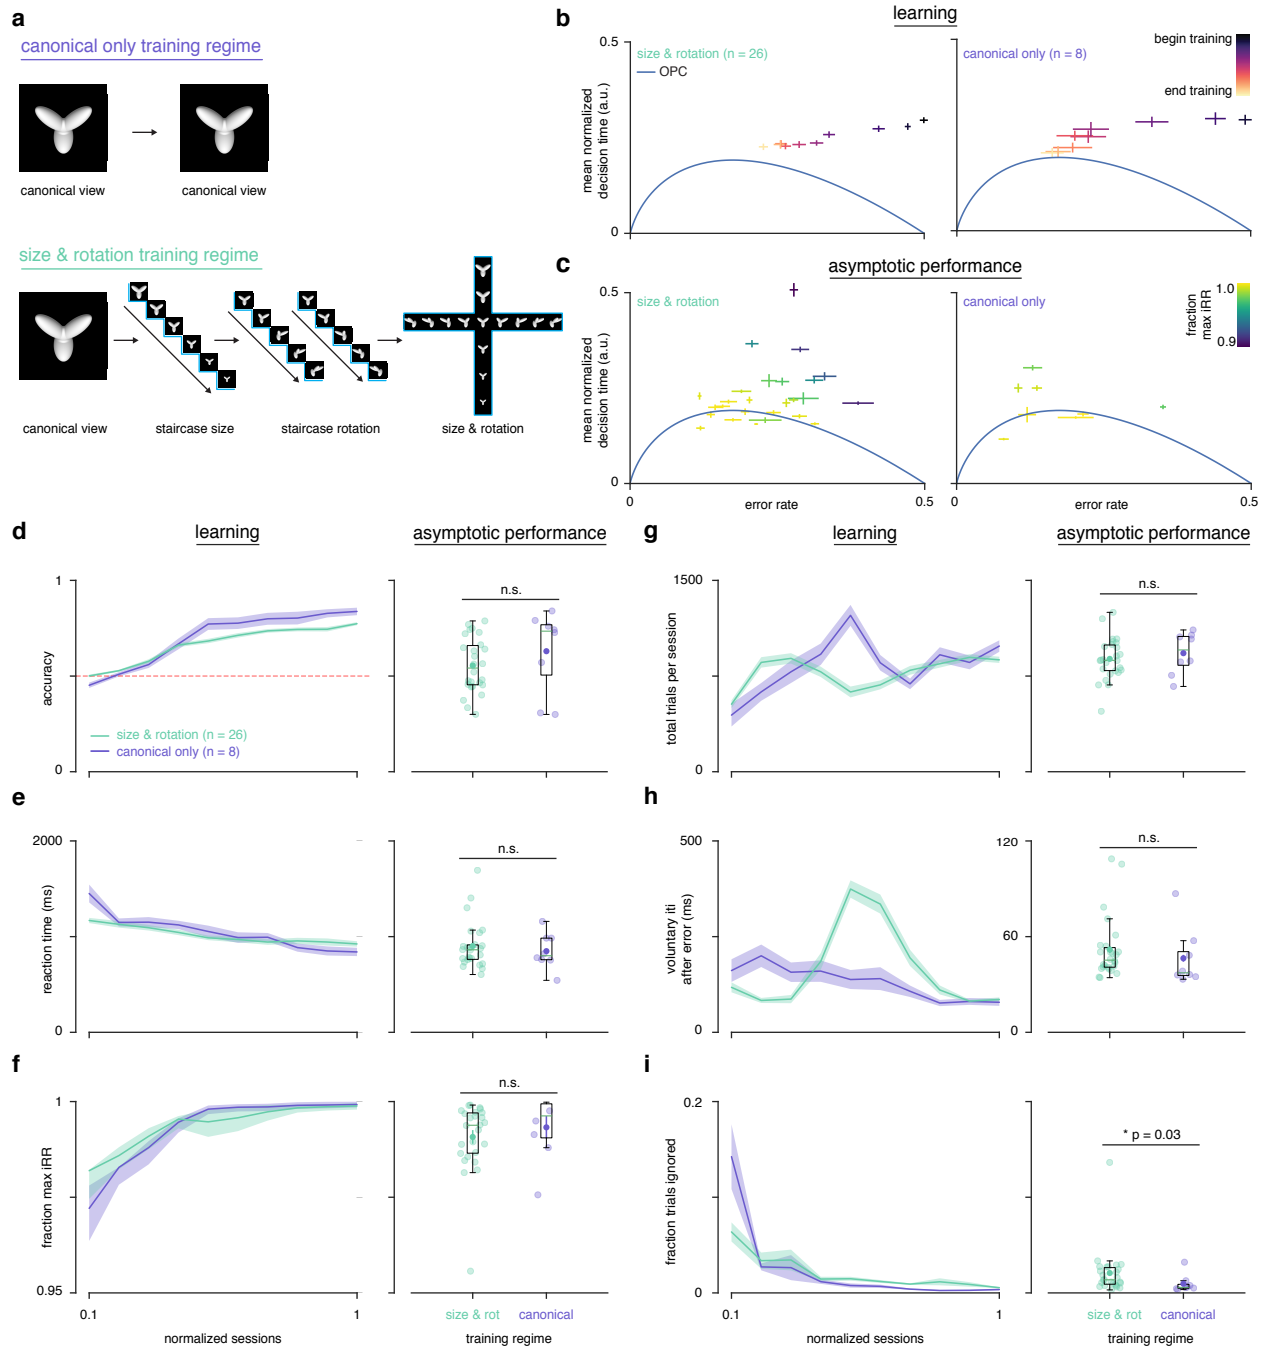 a
canonical only training regime
canonical view
canonical view
size & rotation training regime
canonical view
staircase size
staircase rotation
size & rotation
b
learning
0.5
size & rotation (n = 26)
OPC
canonical only (n = 8)
begin training
end training
mean normalized
decision time (a.u.)
0
c
asymptotic performance
0.5
size & rotation
canonical only
fraction
max iRR
1.0
0.9
mean normalized
decision time (a.u.)
0
0
0.5
0
0.5
error rate
error rate
d
learning
asymptotic performance
1
accuracy
0
size & rotation (n = 26)
canonical only (n = 8)
n.s.
e
2000
reaction time (ms)
0
n.s.
f
1
fraction max iRR
0.95
0.1
1
normalized sessions
n.s.
size & rot
canonical
training regime
g
learning
asymptotic performance
1500
total trials per session
0
n.s.
h
500
voluntary iti
after error (ms)
0
120
60
0
n.s.
i
0.2
fraction trials ignored
0
0.1
1
normalized sessions
* p = 0.03
size & rot
canonical
training regime